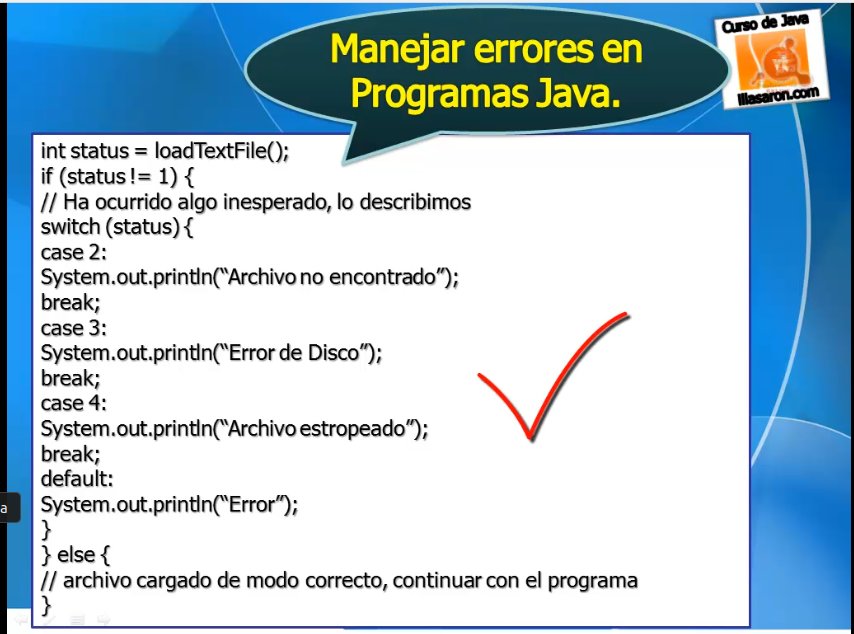 Manejar errores en
Programas Java.
Curso de Java
Illasaron.com
int status = loadTextFile();
if (status != 1) {
// Ha ocurrido algo inesperado, lo describimos
switch (status) {
case 2:
System.out.println(“Archivo no encontrado”);
break;
case 3:
System.out.println(“Error de Disco”);
break;
case 4:
System.out.println(“Archivo estropeado”);
break;
default:
System.out.println(“Error”);
}
} else {
// archivo cargado de modo correcto, continuar con el programa
}
a